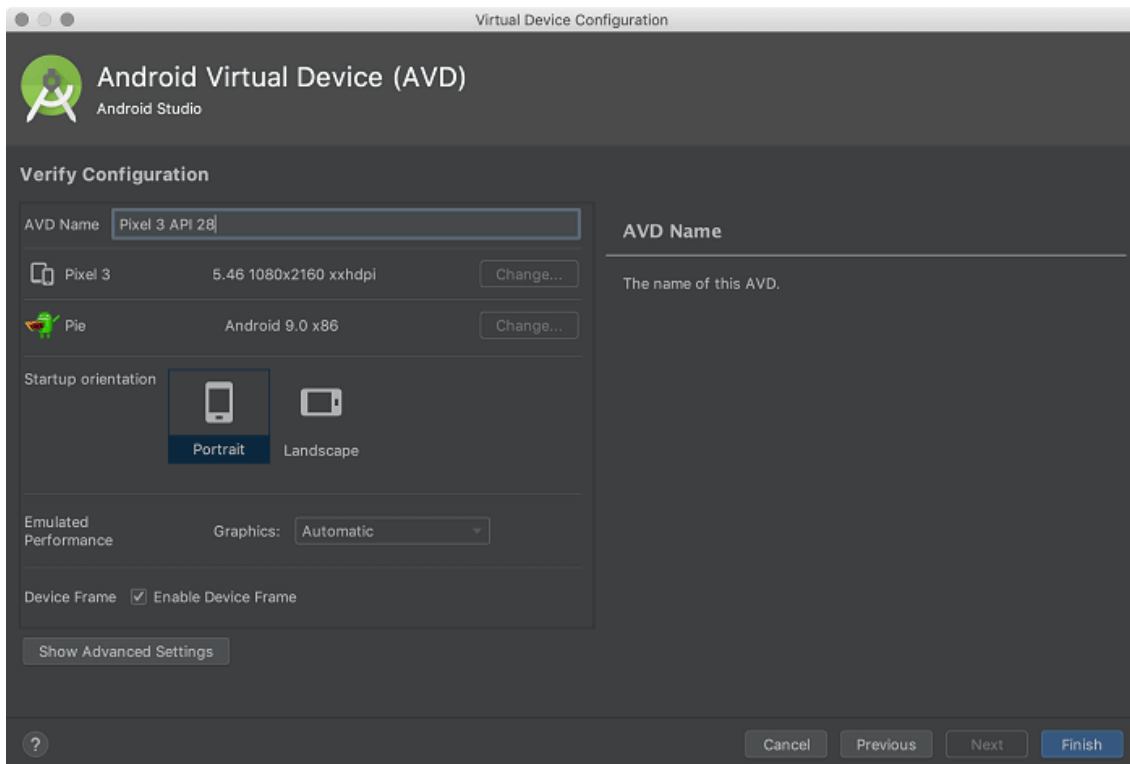 Virtual Device Configuration
Android Virtual Device (AVD)
Android Studio
Verify Configuration
AVD Name Pixel 3 API 28
Pixel 3 5.46 1080x2160 xxhdpi Change...
Pie Android 9.0 x86 Change...
Startup orientation
Portrait Landscape
Emulated
Performance
Graphics: Automatic
Device Frame Enable Device Frame
Show Advanced Settings
AVD Name
The name of this AVD.
? Cancel Previous Next Finish